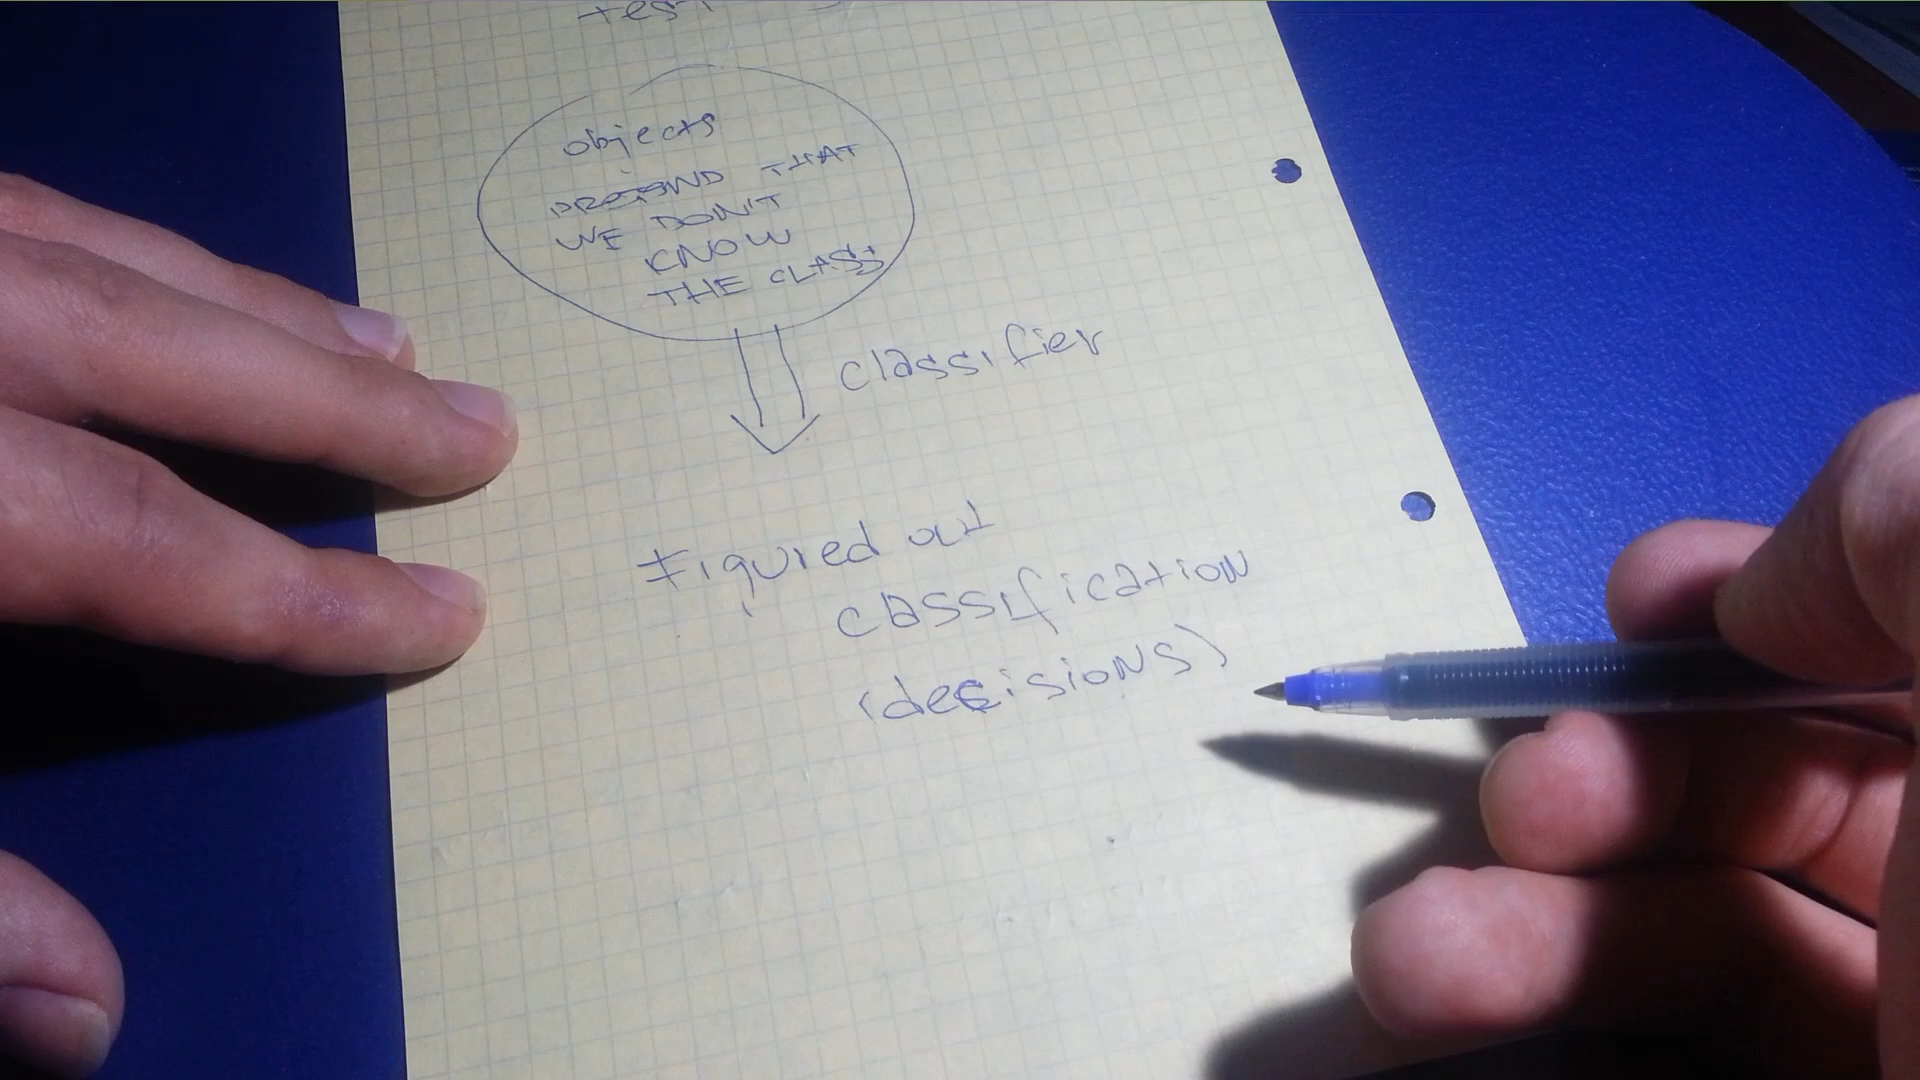 objects
PRETEND THAT
WE DON'T
KNOW
THE CLASS
classifier
Figured out
classification
(decisions)